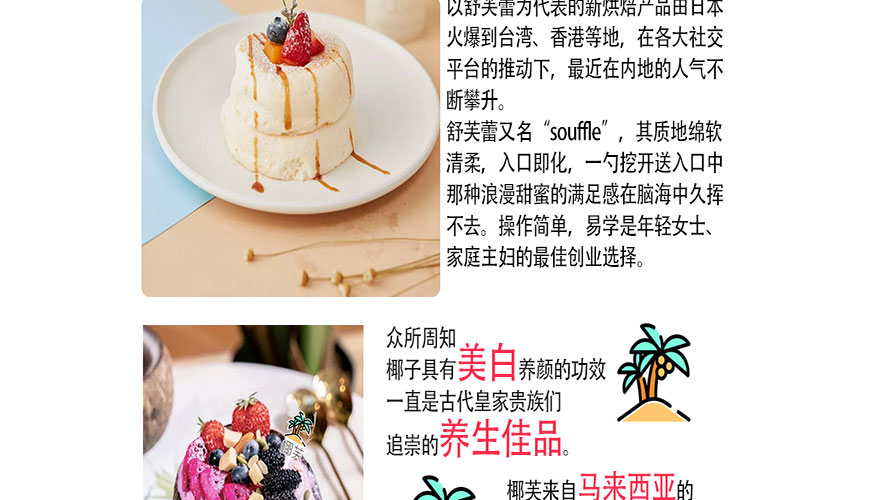 以舒芙蕾为代表的新烘焙产品由日本
火爆到台湾、香港等地，在各大社交
平台的推动下，最近在内地的人气不
断攀升。
舒芙蕾又名“souffle”，其质地绵软
清柔，入口即化，一勺挖开送入口中
那种浪漫甜蜜的满足感在脑海中久挥
不去。操作简单，易学是年轻女士、
家庭主妇的最佳创业选择。
众所周知
椰子具有美白养颜的功效
一直是古代皇家贵族们
追崇的养生佳品。
椰芙来自马来西亚的
椰芙